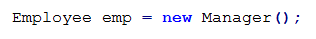 Employee emp = new Manager();